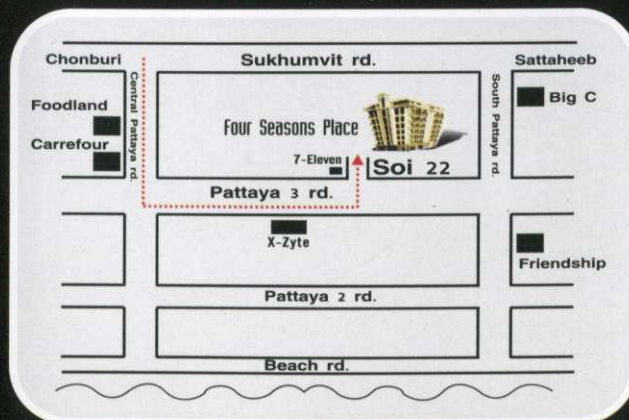 Chonburi
Sukhumvit rd.
Sattaheeb
Central Pattaya rd.
South Pattaya rd.
Foodland
Carrefour
Big C
Four Seasons Place
7-Eleven
Soi 22
Pattaya 3 rd.
X-Zyte
Friendship
Pattaya 2 rd.
Beach rd.